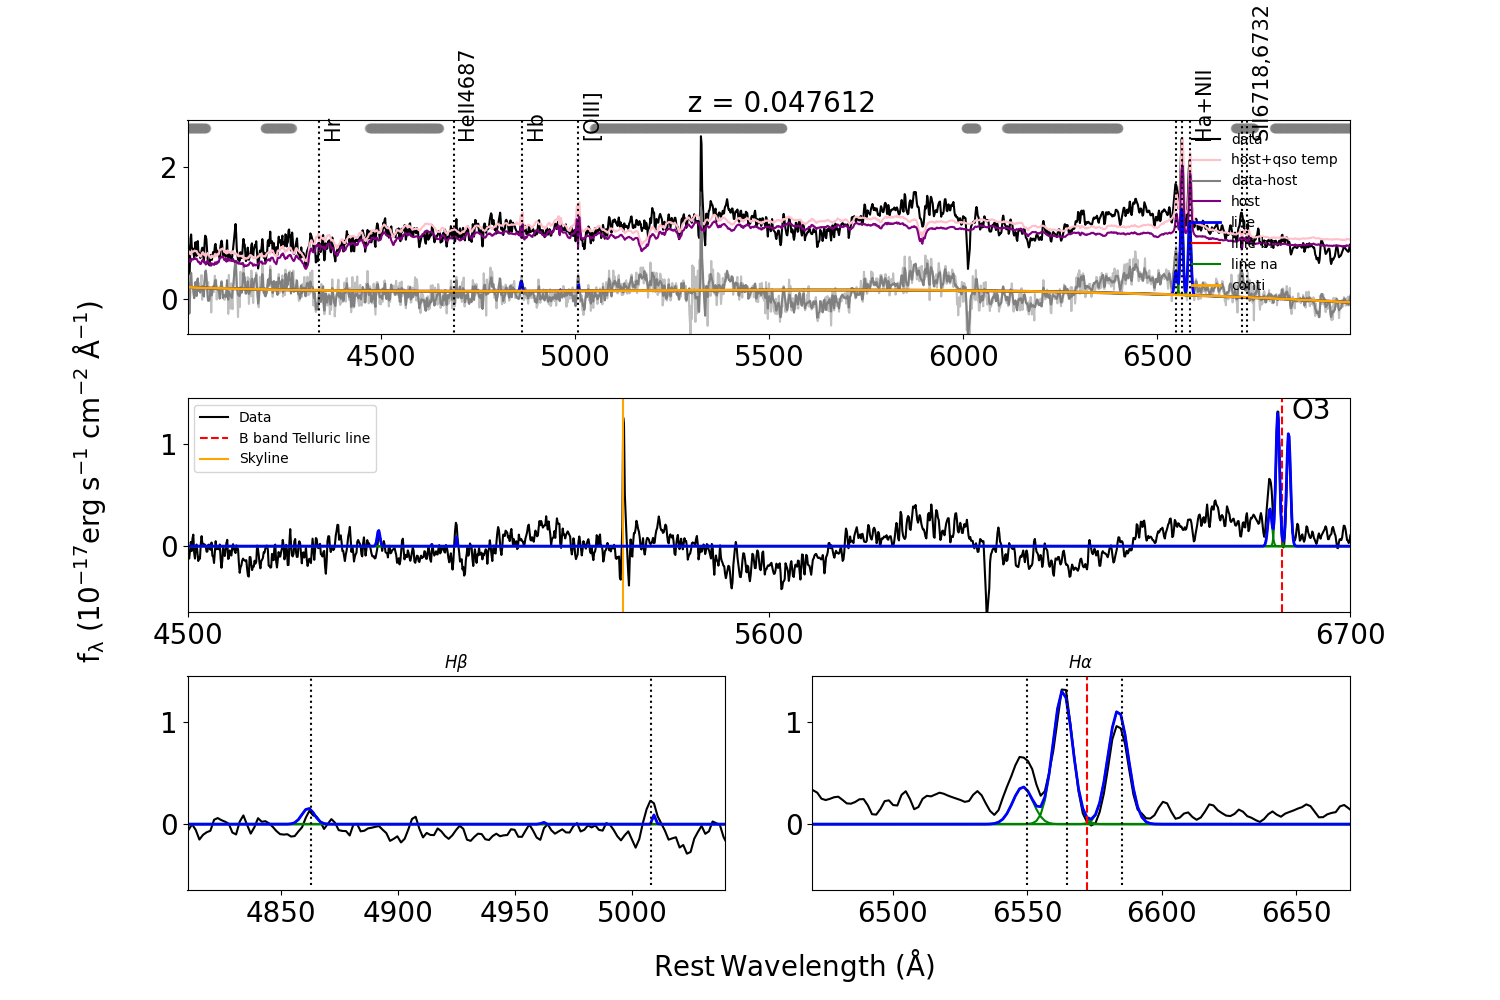 z = 0.047612
Hr
HeII4687
Hb
[OIII]
Ha+NII
SII6718,6732
data
host+qso temp
data-host
host
line
line na
conti
2
0
4500 5000 5500 6000 6500
Data
B band Telluric line
Skyline
O3
1
0
4500 5600 6700
fλ (10−17erg s−1 cm−2 Å−1)
Hβ
1
0
4850 4900 4950 5000
Hα
1
0
6500 6550 6600 6650
Rest Wavelength (Å)